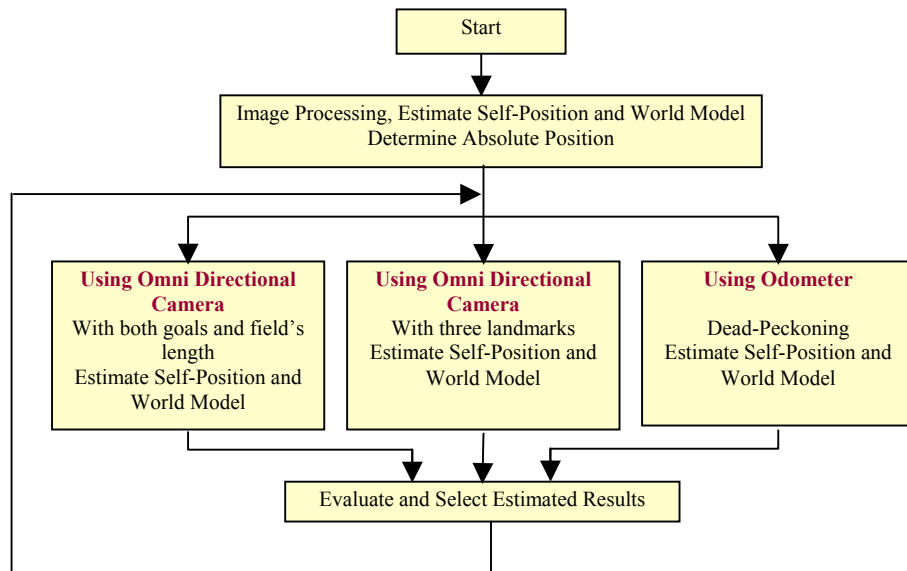 Start
Image Processing, Estimate Self-Position and World Model
Determine Absolute Position
Using Omni Directional
Camera
With both goals and field's
length
Estimate Self-Position and
World Model
Using Omni Directional
Camera
With three landmarks
Estimate Self-Position and
World Model
Using Odometer
Dead-Peckoning
Estimate Self-Position and
World Model
Evaluate and Select Estimated Results